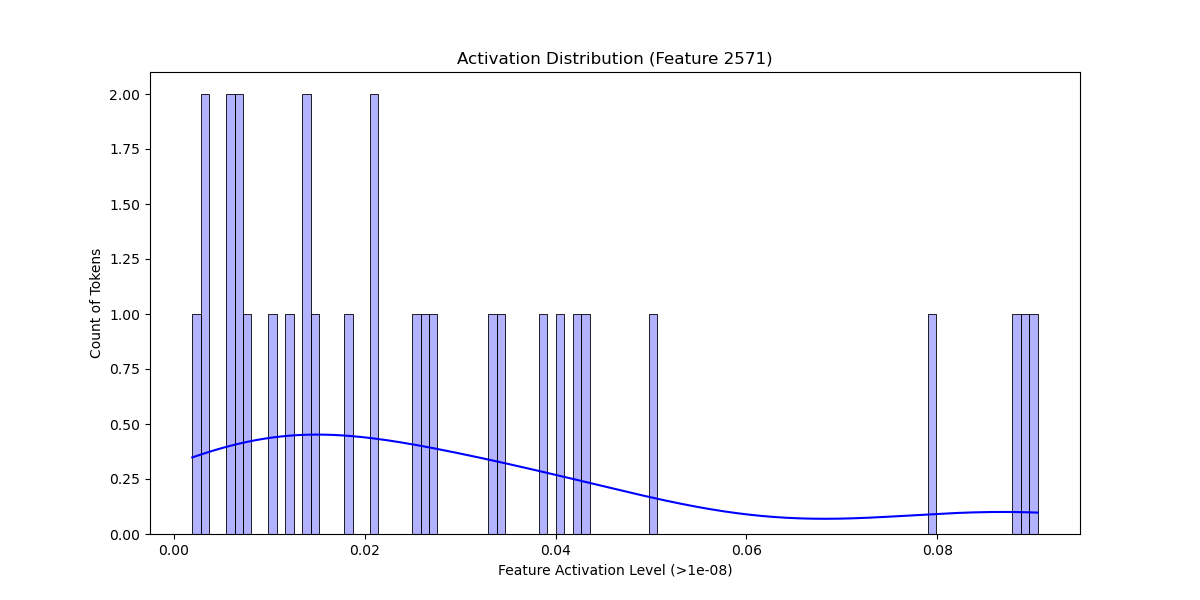 Activation Distribution (Feature 2571)
2.00
1.75
1.50
1.25
1.00
0.75
0.50
0.25
0.00
Count of Tokens
0.00 0.02 0.04 0.06 0.08
Feature Activation Level (>1e-08)